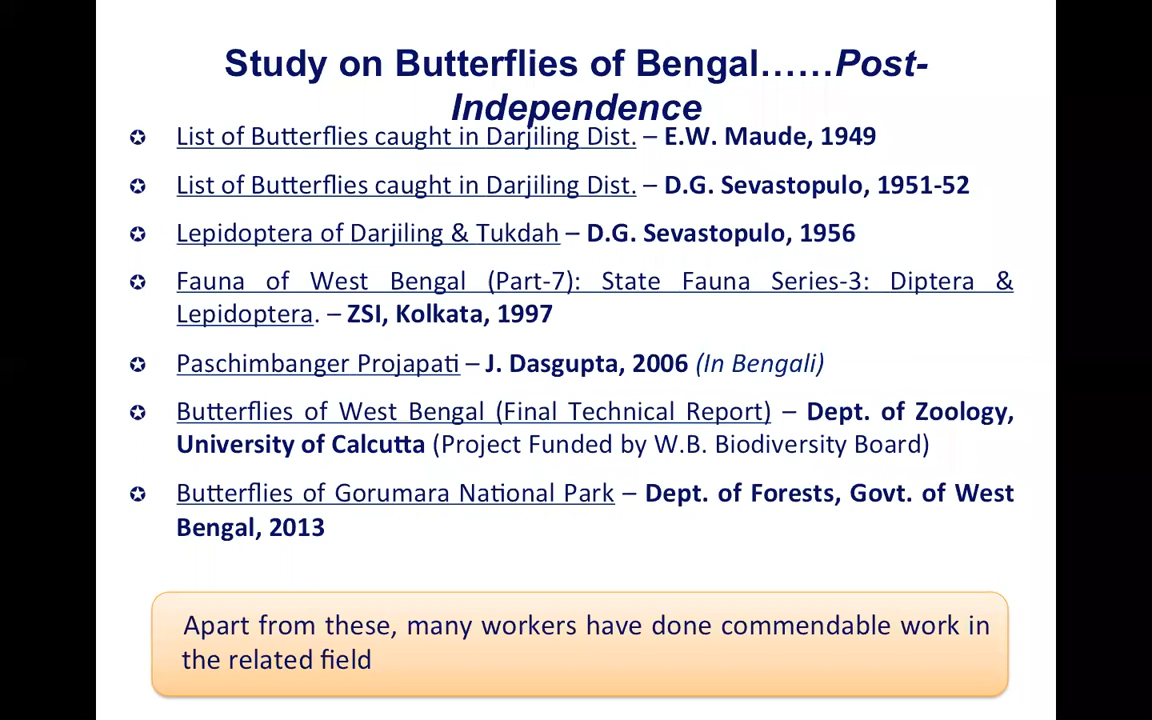 Study on Butterflies of Bengal……Post-
Independence
✪ List of Butterflies caught in Darjiling Dist. – E.W. Maude, 1949
✪ List of Butterflies caught in Darjiling Dist. – D.G. Sevastopulo, 1951-52
✪ Lepidoptera of Darjiling & Tukdah – D.G. Sevastopulo, 1956
✪ Fauna of West Bengal (Part-7): State Fauna Series-3: Diptera &
Lepidoptera. – ZSI, Kolkata, 1997
✪ Paschimbanger Projapati – J. Dasgupta, 2006 (In Bengali)
✪ Butterflies of West Bengal (Final Technical Report) – Dept. of Zoology,
University of Calcutta (Project Funded by W.B. Biodiversity Board)
✪ Butterflies of Gorumara National Park – Dept. of Forests, Govt. of West
Bengal, 2013
Apart from these, many workers have done commendable work in
the related field